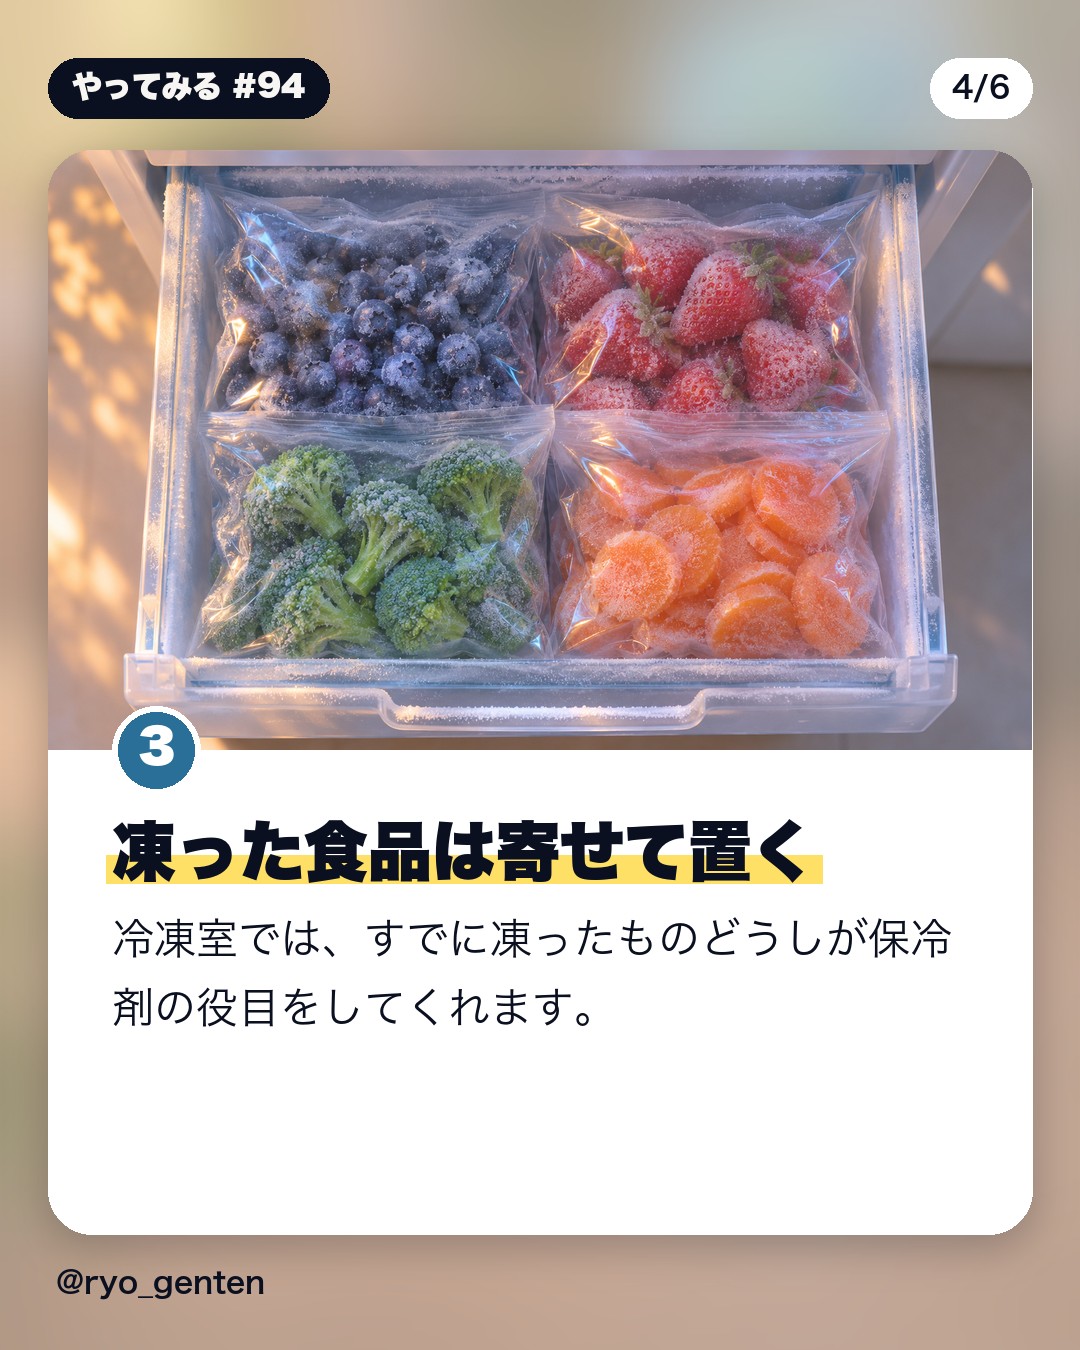 やってみる #94
4/6
3
凍った食品は寄せて置く
冷凍室では、すでに凍ったものどうしが保冷
剤の役目をしてくれます。
@ryo_genten